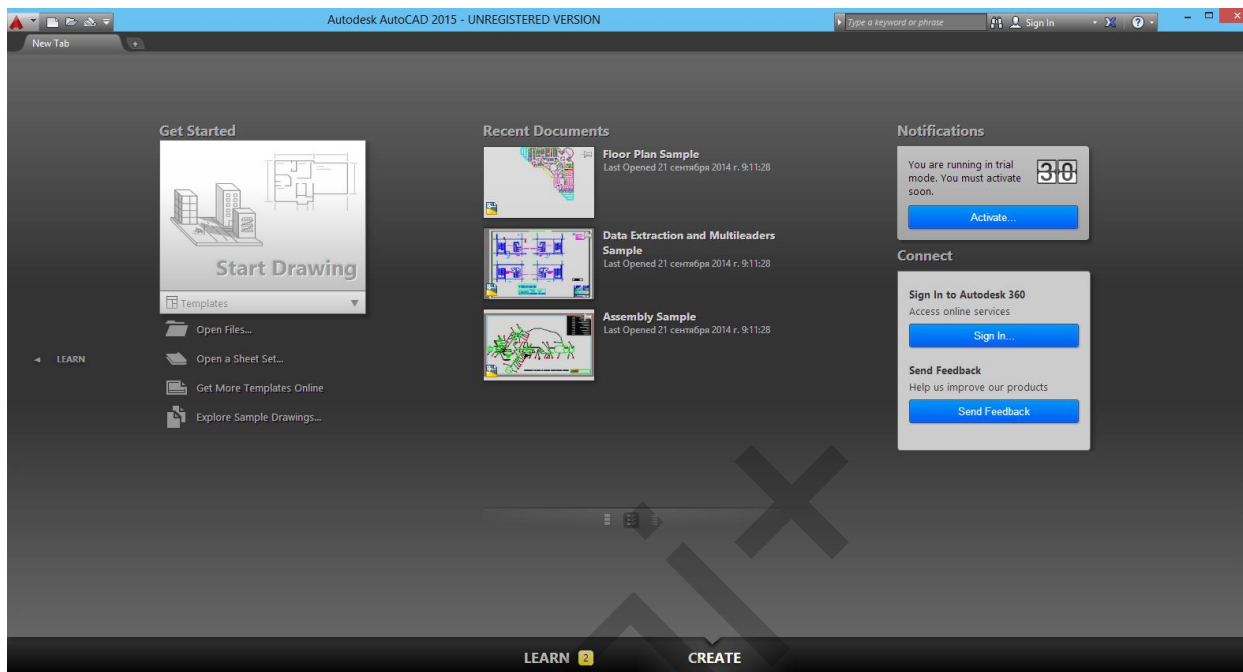 Autodesk AutoCAD 2015 - UNREGISTERED VERSION
Type a keyword or phrase
Sign In
?
New Tab
+
Get Started
Start Drawing
Templates
Open Files...
Open a Sheet Set...
Get More Templates Online
Explore Sample Drawings...
LEARN
Recent Documents
Floor Plan Sample
Last Opened 21 сентября 2014 г. 9:11:28
Data Extraction and Multileaders
Sample
Last Opened 21 сентября 2014 г. 9:11:28
Assembly Sample
Last Opened 21 сентября 2014 г. 9:11:28
Notifications
You are running in trial
mode. You must activate
soon.
30
Activate...
Connect
Sign In to Autodesk 360
Access online services
Sign In...
Send Feedback
Help us improve our products
Send Feedback
LEARN 2
CREATE